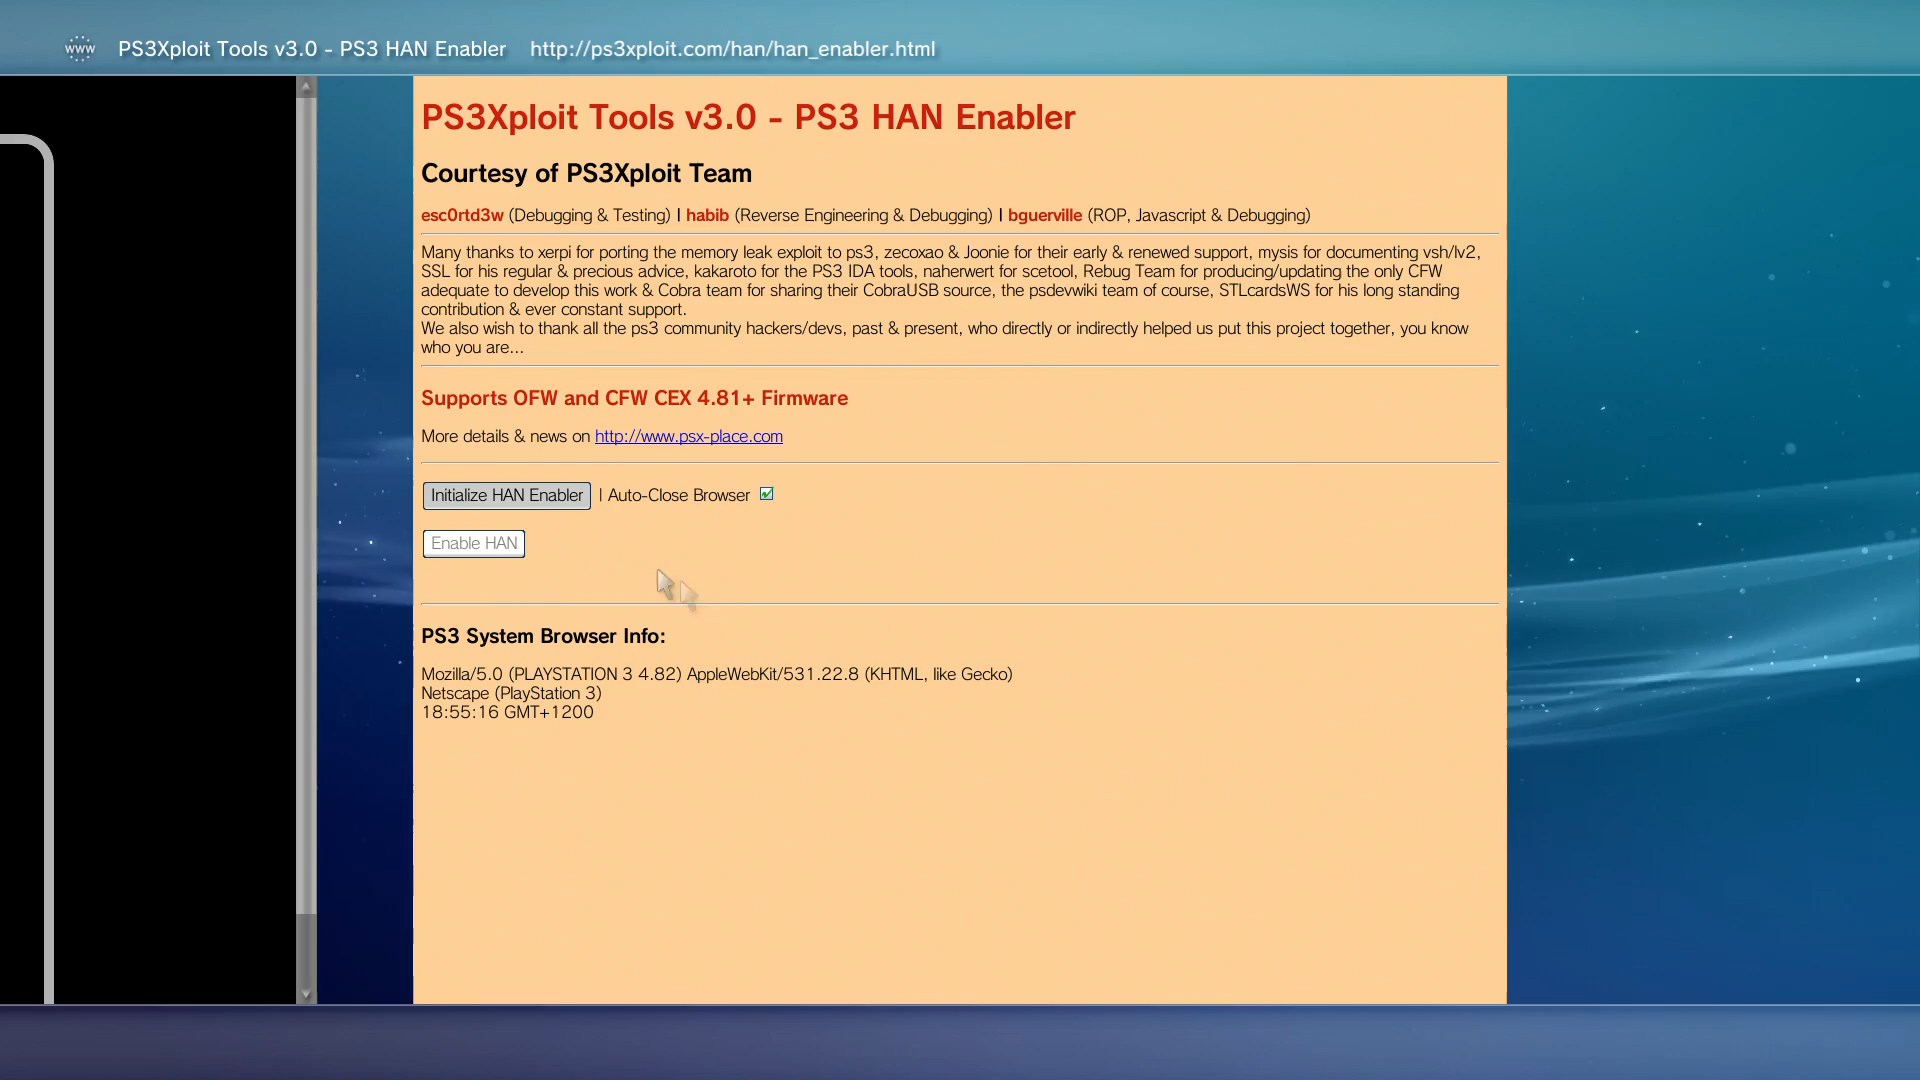 www PS3Xploit Tools v3.0 - PS3 HAN Enabler http://ps3xploit.com/han/han_enabler.html
PS3Xploit Tools v3.0 - PS3 HAN Enabler
Courtesy of PS3Xploit Team
esc0rtd3w (Debugging & Testing) | habib (Reverse Engineering & Debugging) | bguerville (ROP, Javascript & Debugging)
Many thanks to xerpi for porting the memory leak exploit to ps3, zecoxao & Joonie for their early & renewed support, mysis for documenting vsh/lv2,
SSL for his regular & precious advice, kakaroto for the PS3 IDA tools, naherwert for scetool, Rebug Team for producing/updating the only CFW
adequate to develop this work & Cobra team for sharing their CobraUSB source, the psdevwiki team of course, STLcardsWS for his long standing
contribution & ever constant support.
We also wish to thank all the ps3 community hackers/devs, past & present, who directly or indirectly helped us put this project together, you know
who you are...
Supports OFW and CFW CEX 4.81+ Firmware
More details & news on http://www.psx-place.com
Initialize HAN Enabler | Auto-Close Browser
Enable HAN
PS3 System Browser Info:
Mozilla/5.0 (PLAYSTATION 3 4.82) AppleWebKit/531.22.8 (KHTML, like Gecko)
Netscape (PlayStation 3)
18:55:16 GMT+1200